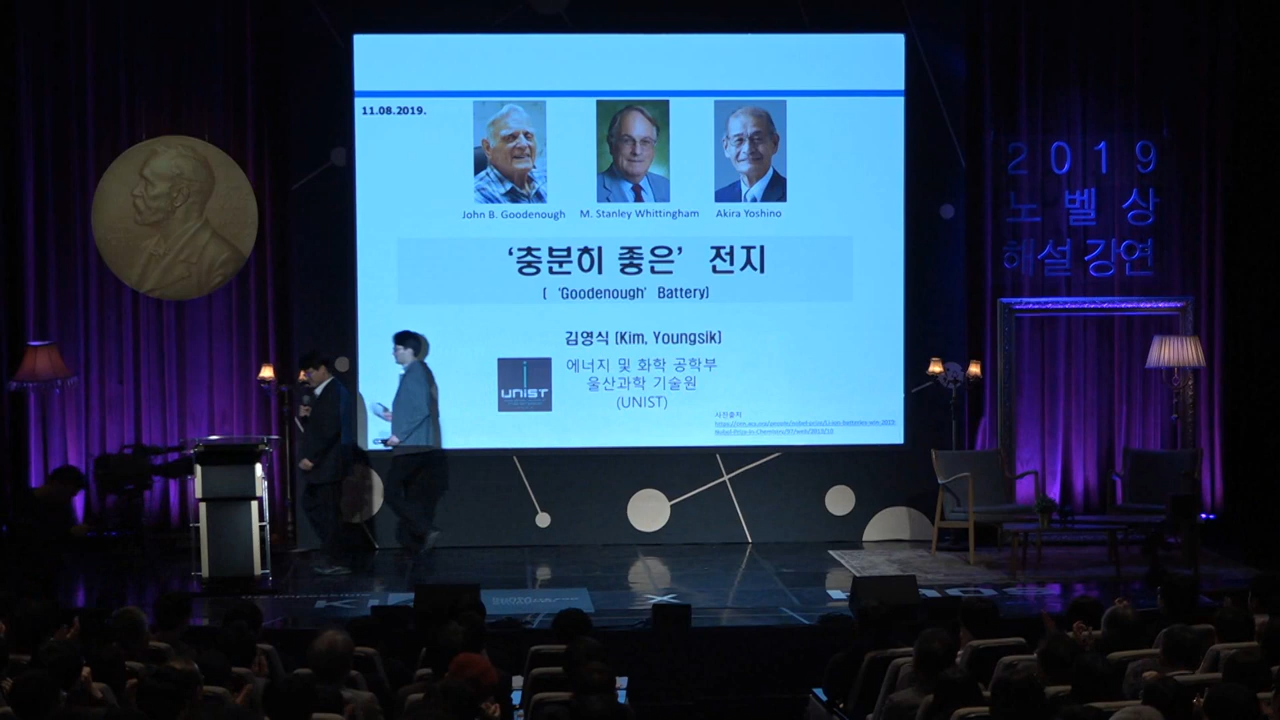 11.08.2019.
John B. Goodenough
M. Stanley Whittingham
Akira Yoshino
‘충분히 좋은’ 전지
( ‘Goodenough’ Battery)
김영식 (Kim, Youngsik)
UNIST
에너지 및 화학 공학부
울산과학 기술원
(UNIST)
사진출처
2019
노벨상
해설강연